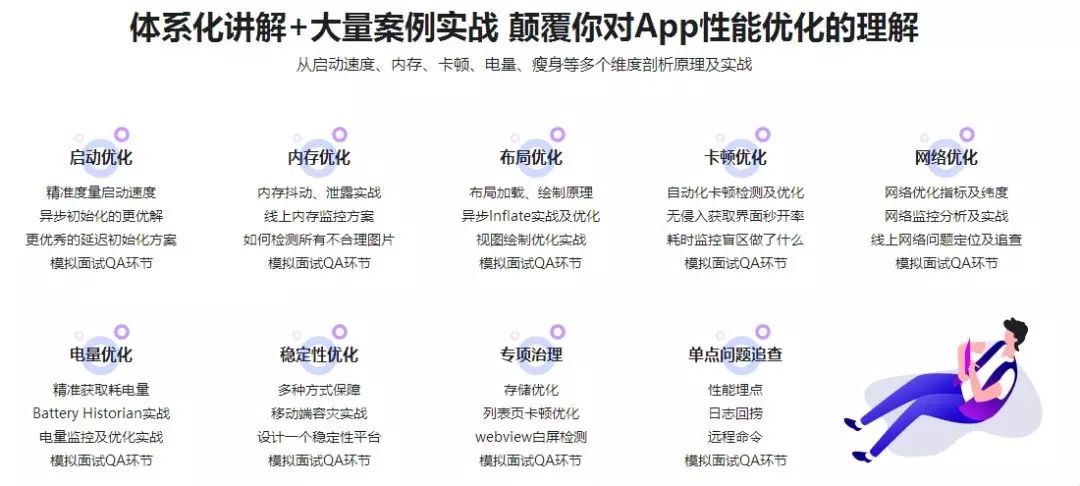 体系化讲解+大量案例实战 颠覆你对App性能优化的理解
从启动速度、内存、卡顿、电量、瘦身等多个维度剖析原理及实战
启动优化
精准度量启动速度
异步初始化的更优解
更优秀的延迟初始化方案
模拟面试QA环节
内存优化
内存抖动、泄露实战
线上内存监控方案
如何检测所有不合理图片
模拟面试QA环节
布局优化
布局加载、绘制原理
异步Inflate实战及优化
视图绘制优化实战
模拟面试QA环节
卡顿优化
自动化卡顿检测及优化
无侵入获取界面秒开率
耗时监控盲区做了什么
模拟面试QA环节
网络优化
网络优化指标及纬度
网络监控分析及实战
线上网络问题定位及追查
模拟面试QA环节
电量优化
精准获取耗电量
Battery Historian实战
电量监控及优化实战
模拟面试QA环节
稳定性优化
多种方式保障
移动端容灾实战
设计一个稳定性平台
模拟面试QA环节
专项治理
存储优化
列表页卡顿优化
webview白屏检测
模拟面试QA环节
单点问题追查
性能埋点
日志回捞
远程命令
模拟面试QA环节